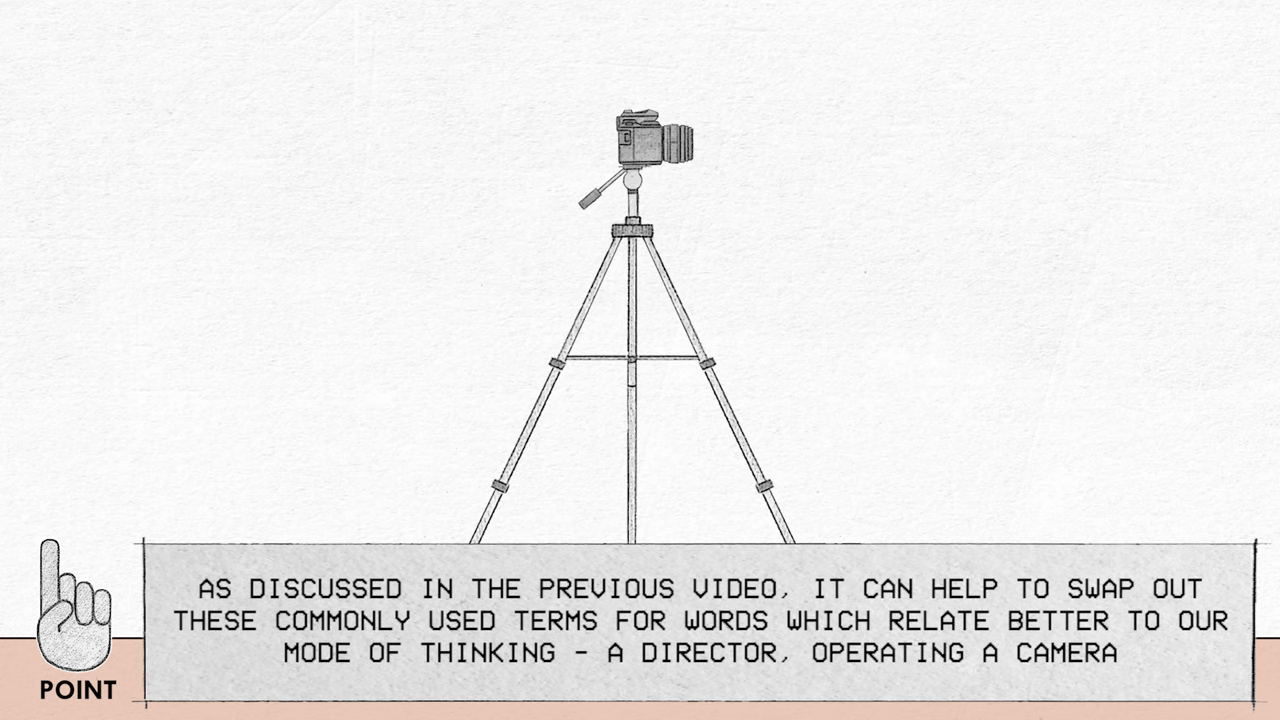 AS DISCUSSED IN THE PREVIOUS VIDEO, IT CAN HELP TO SWAP OUT
THESE COMMONLY USED TERMS FOR WORDS WHICH RELATE BETTER TO OUR
MODE OF THINKING - A DIRECTOR, OPERATING A CAMERA
POINT